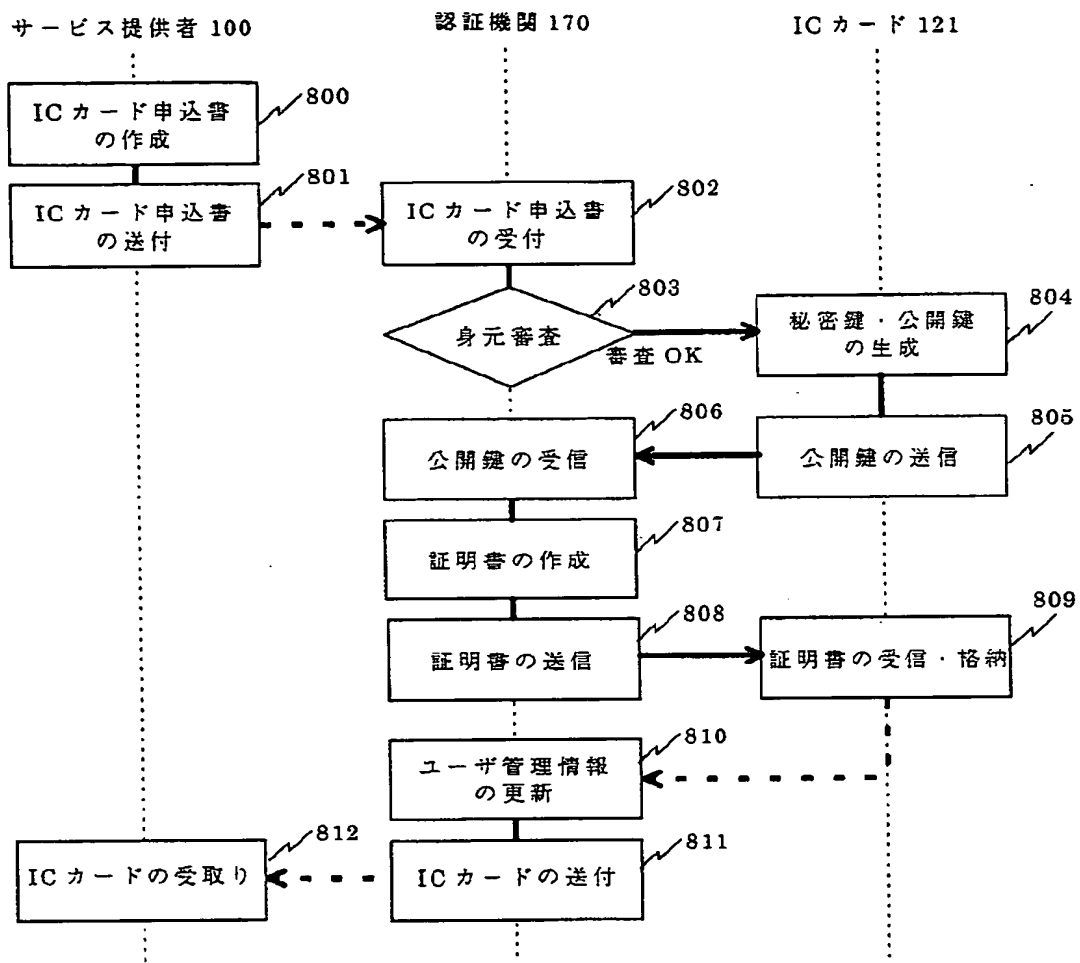 サービス提供者 100
認証機関 170
ICカード 121
800
ICカード申込書
の作成
801
ICカード申込書
の送付
802
ICカード申込書
の受付
803
身元審査
審査 OK
804
秘密鍵・公開鍵
の生成
805
公開鍵の送信
806
公開鍵の受信
807
証明書の作成
808
証明書の送信
809
証明書の受信・格納
810
ユーザ管理情報
の更新
811
ICカードの送付
812
ICカードの受取り